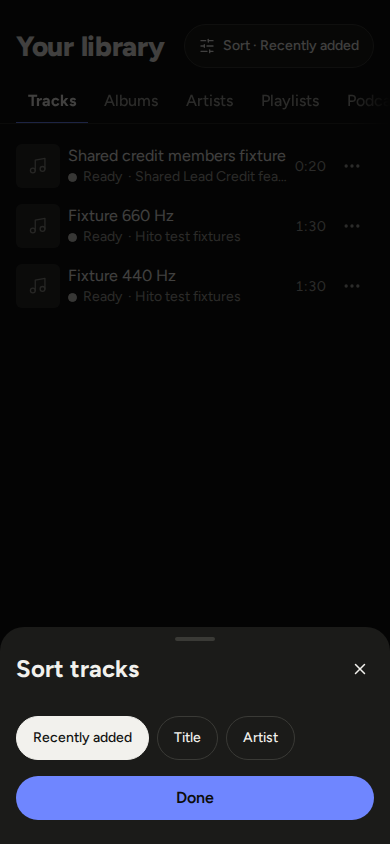 Your library
Sort · Recently added
Tracks Albums Artists Playlists Podc
Shared credit members fixture
Ready · Shared Lead Credit fea...
0:20
Fixture 660 Hz
Ready · Hito test fixtures
1:30
Fixture 440 Hz
Ready · Hito test fixtures
1:30
Sort tracks
Recently added Title Artist
Done